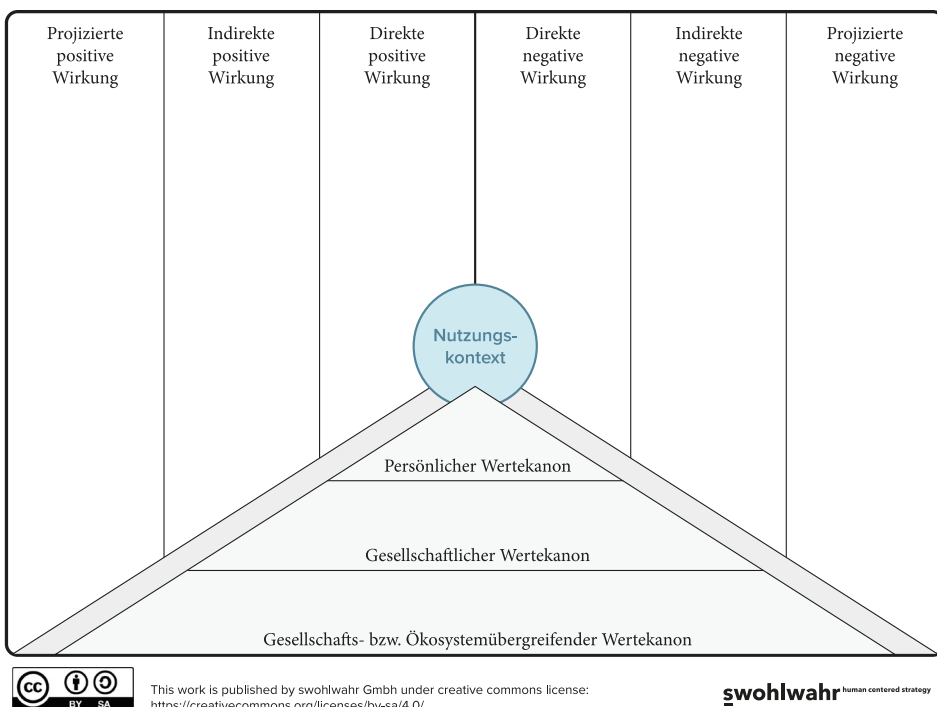 Projizierte
positive
Wirkung
Indirekte
positive
Wirkung
Direkte
positive
Wirkung
Direkte
negative
Wirkung
Indirekte
negative
Wirkung
Projizierte
negative
Wirkung
Nutzungs-
kontext
Persönlicher Wertekanon
Gesellschaftlicher Wertekanon
Gesellschafts- bzw. Ökosystemübergreifender Wertekanon
cc
BY SA
This work is published by swohlwahr Gmbh under creative commons license:
https://creativecommons.org/licenses/by-sa/4.0/
swohlwahr human centered strategy